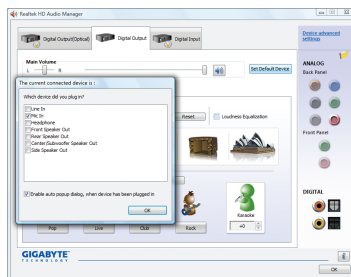 Realtek HD Audio Manager
Digital Output(Optical)
Digital Output
Digital Input
Device advanced settings
Main Volume
L
R
Set Default Device
ANALOG
Back Panel
The current connected device is :
Which device did you plug in?
Line In
Mic In
Headphone
Front Speaker Out
Rear Speaker Out
Center/Subwoofer Speaker Out
Side Speaker Out
Enable auto popup dialog, when device has been plugged in
OK
Reset
Loudness Equalization
Front Panel
DIGITAL
Karaoke
+0
Pop
Live
Club
Rock
GIGABYTE
TECHNOLOGY
OK